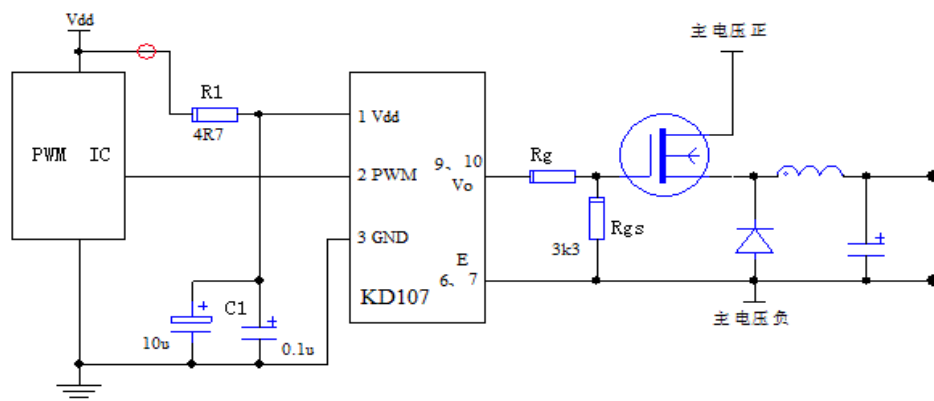 Vdd
主电压正
R1
4R7
1 Vdd
PWM IC
9、10
Vo
Rg
2 PWM
Rgs
3k3
3 GND
E
6、7
KD107
C1
10u
0.1u
主电压负